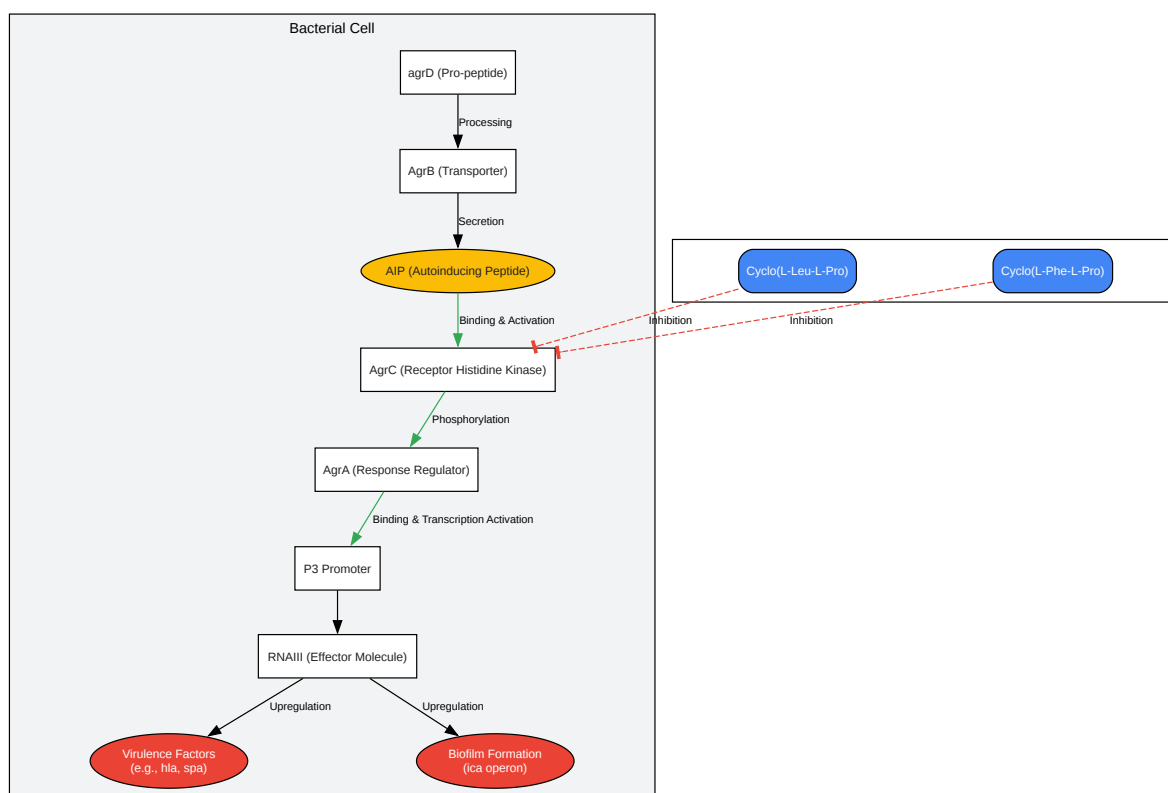 Bacterial Cell
agrD (Pro-peptide)
Processing
AgrB (Transporter)
Secretion
AIP (Autoinducing Peptide)
Cyclo(L-Leu-L-Pro)
Cyclo(L-Phe-L-Pro)
Binding & Activation
Inhibition
Inhibition
AgrC (Receptor Histidine Kinase)
Phosphorylation
AgrA (Response Regulator)
Binding & Transcription Activation
P3 Promoter
RNAIII (Effector Molecule)
Upregulation
Upregulation
Virulence Factors
(e.g., hla, spa)
Biofilm Formation
(ica operon)